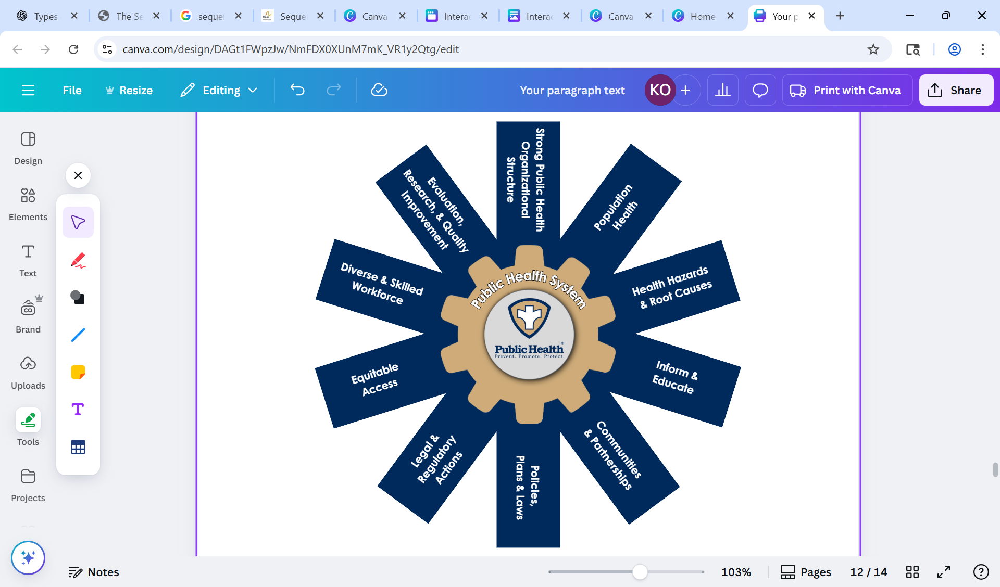 Types
The Se
seque
Seque
Canva
Interac
Interac
Canva
Home
Your p
canva.com/design/DAGt1FWpzJw/NmFDX0XUnM7mK_VR1y2Qtg/edit
File
Resize
Editing
Your paragraph text
KO
Print with Canva
Share
Design
Elements
Text
CO
Brand
Uploads
Tools
Projects
Strong Public Health
Organizational
Structure
Population
Health
Health Hazards
& Root Causes
Inform &
Educate
Communities
& Partnerships
Policies,
Plans & Laws
Legal &
Regulatory
Actions
Equitable
Access
Diverse & Skilled
Workforce
Evaluation,
Research, & Quality
Improvement
Public Health System
Public Health®
Prevent. Promote. Protect.
Notes
103%
Pages
12 / 14